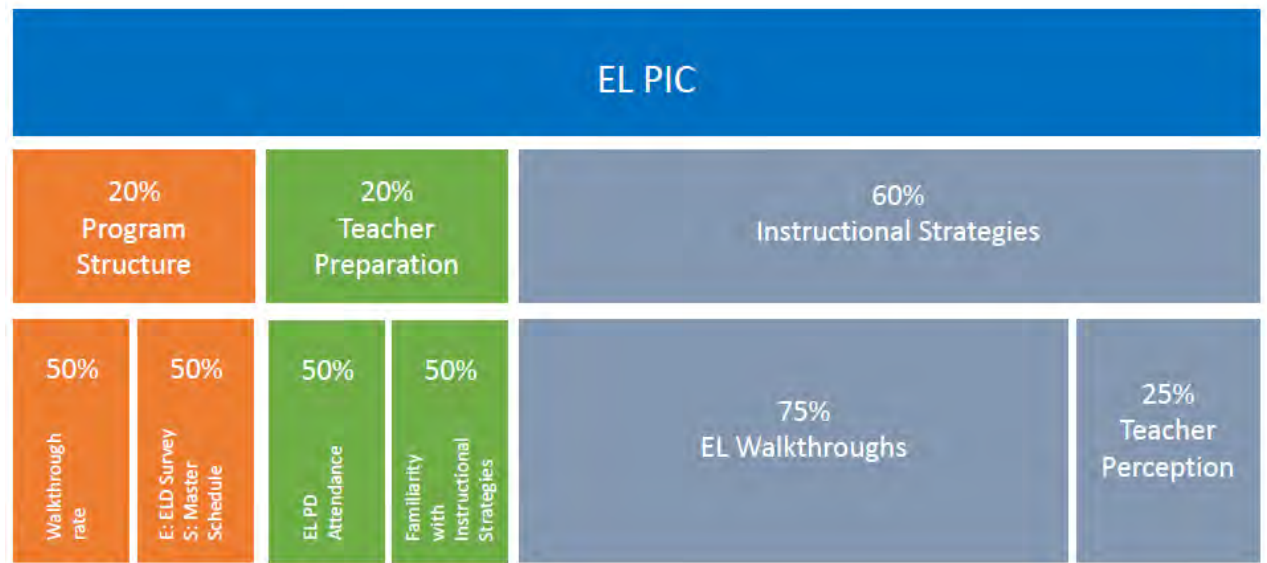 EL PIC
20%
Program
Structure
20%
Teacher
Preparation
60%
Instructional Strategies
50%
Walkthrough
rate
50%
E: ELD Survey
S: Master
Schedule
50%
EL PD
Attendance
50%
Familiarity
with
Instructional
Strategies
75%
EL Walkthroughs
25%
Teacher
Perception